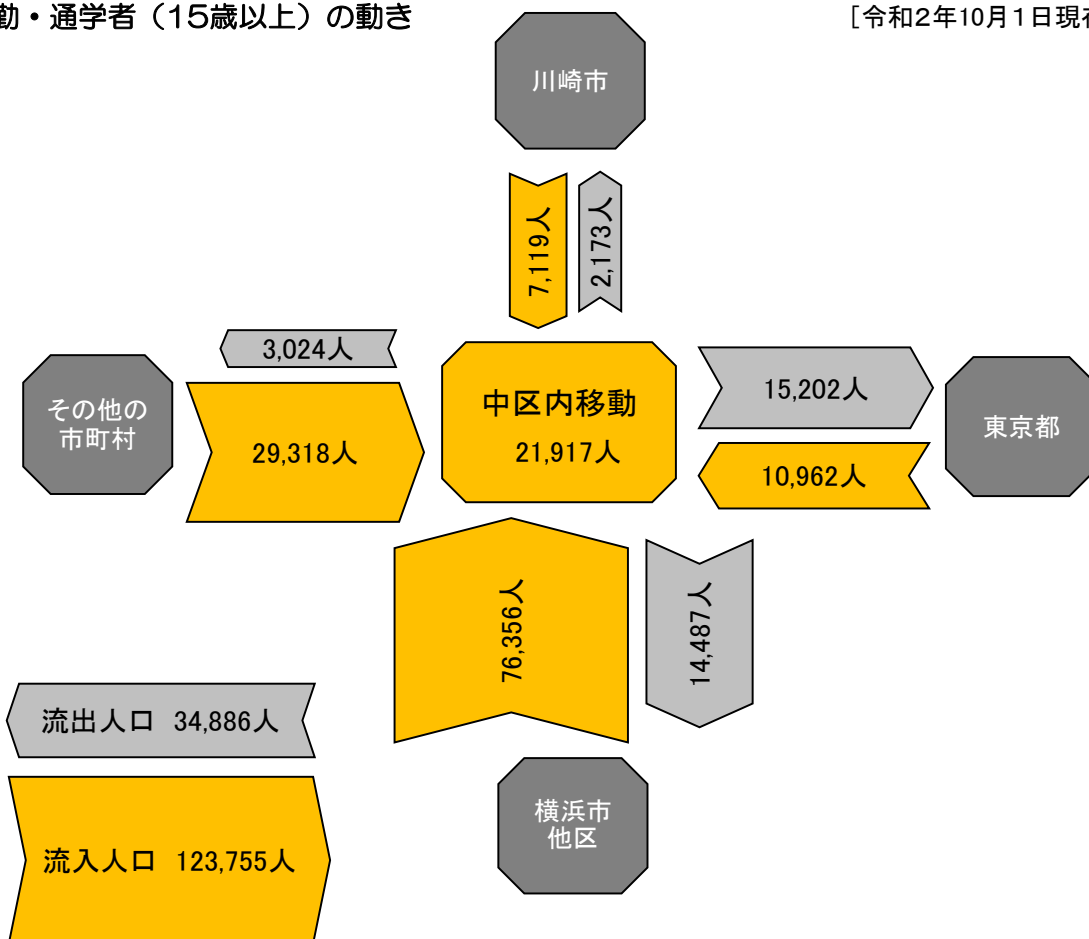 勤・通学者（15歳以上）の動き
[令和2年10月1日現在
川崎市
7,119人
2,173人
3,024人
その他の
市町村
29,318人
中区内移動
21,917人
15,202人
10,962人
東京都
76,356人
14,487人
流出人口 34,886人
横浜市
他区
流入人口 123,755人